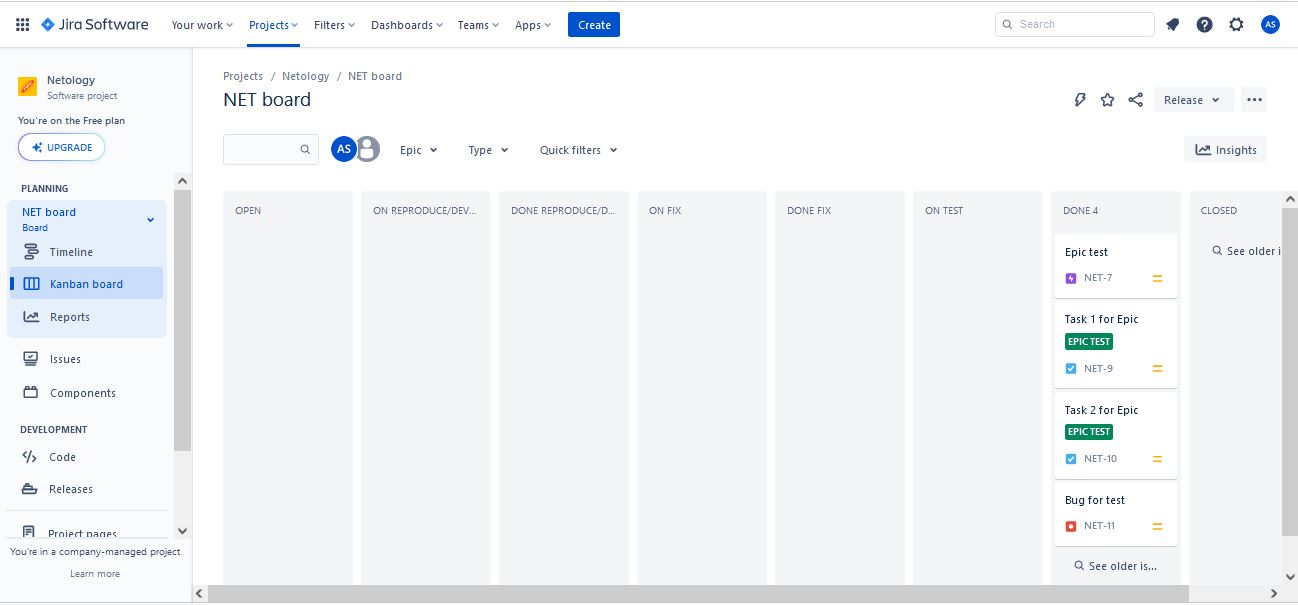 Jira Software Your work Projects Filters Dashboards Teams Apps Create Search AS
Netology
Software project
You're on the Free plan
UPGRADE
PLANNING
NET board
Board
Timeline
Kanban board
Reports
Issues
Components
DEVELOPMENT
Code
Releases
Project pages
You're in a company-managed project
Learn more
Projects / Netology / NET board
NET board
Release
AS Epic Type Quick filters Insights
OPEN ON REPRODUCE/DEV... DONE REPRODUCE/D... ON FIX DONE FIX ON TEST DONE 4 CLOSED
See older i
Epic test
NET-7
Task 1 for Epic
EPIC TEST
NET-9
Task 2 for Epic
EPIC TEST
NET-10
Bug for test
NET-11
See older is...